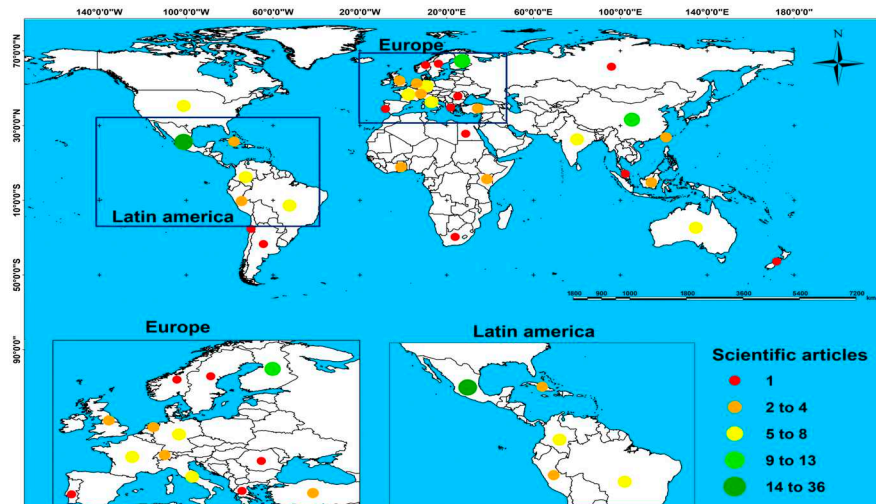 140°0'0"W 100°0'0"W 60°0'0"W 20°0'0"W 20°0'0"E 60°0'0"E 100°0'0"E 140°0'0"E 180°0'0"W
70°0'0"N
30°0'0"N
10°0'0"S
50°0'0"S
90°0'0"
Europe
N
Latin america
1800 900 1800 3600 5400 7200
Europe
Latin america
Scientific articles
1
2 to 4
5 to 8
9 to 13
14 to 36